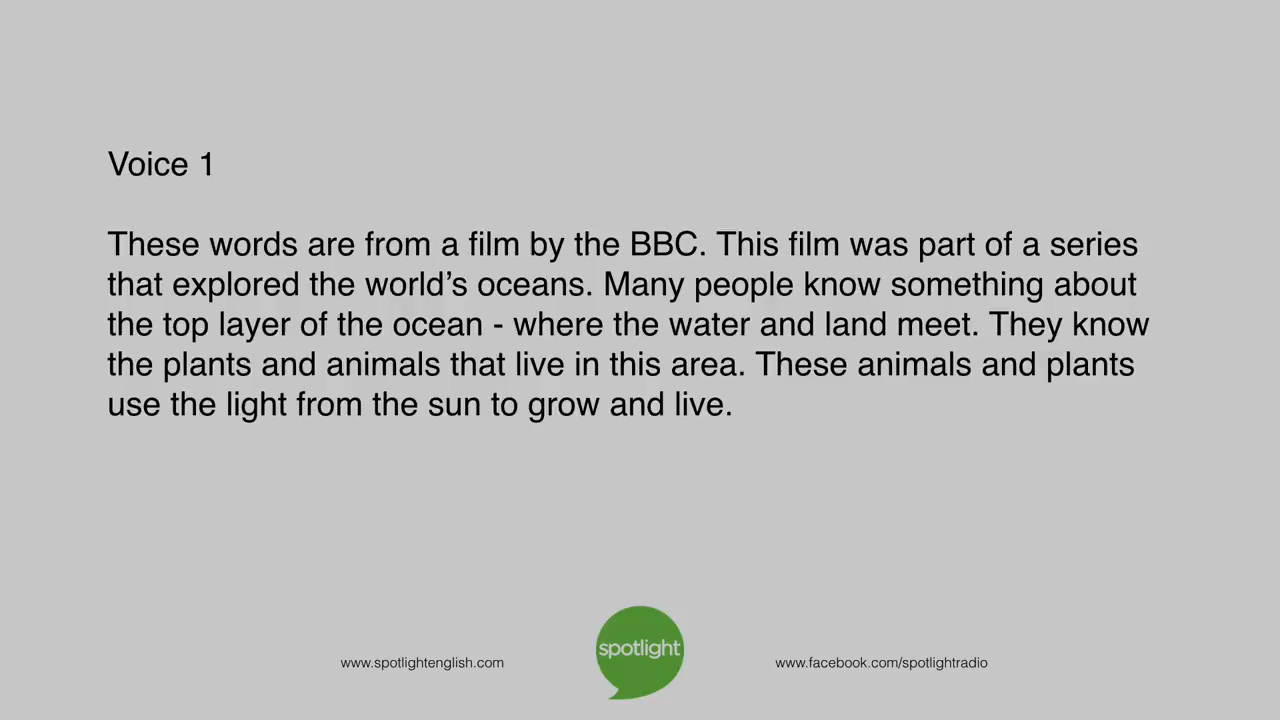 Voice 1
These words are from a film by the BBC. This film was part of a series
that explored the world’s oceans. Many people know something about
the top layer of the ocean - where the water and land meet. They know
the plants and animals that live in this area. These animals and plants
use the light from the sun to grow and live.
www.spotlightenglish.com
spotlight
www.facebook.com/spotlightradio